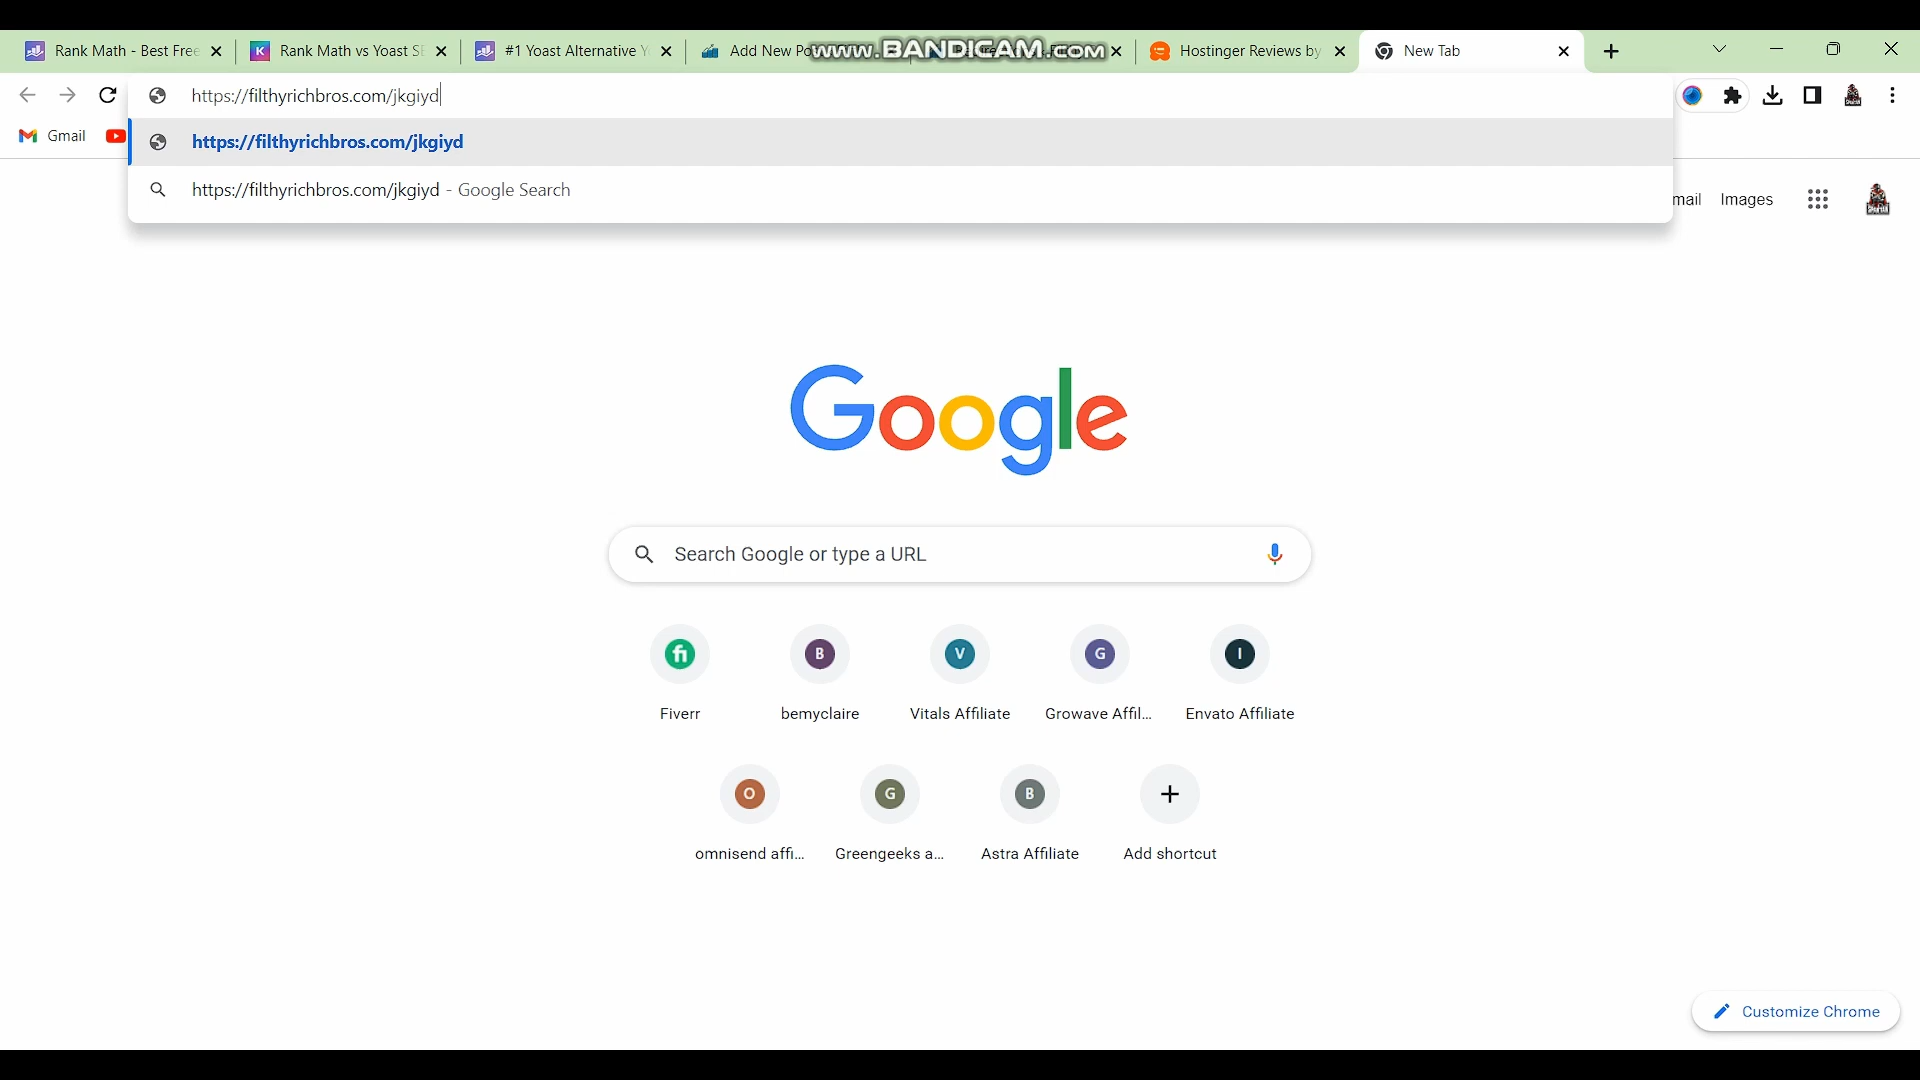 Rank Math - Best Free
Rank Math vs Yoast SE
#1 Yoast Alternative Y
Add New Po
www.BANDICAM.com
Hostinger Reviews by
New Tab
https://filthyrichbros.com/jkgiyd
Gmail
https://filthyrichbros.com/jkgiyd
https://filthyrichbros.com/jkgiyd - Google Search
mail Images
Google
Search Google or type a URL
Fiverr
B
bemyclaire
V
Vitals Affiliate
G
Growave Affil...
I
Envato Affiliate
O
omnisend affi...
G
Greengeeks a...
B
Astra Affiliate
Add shortcut
Customize Chrome